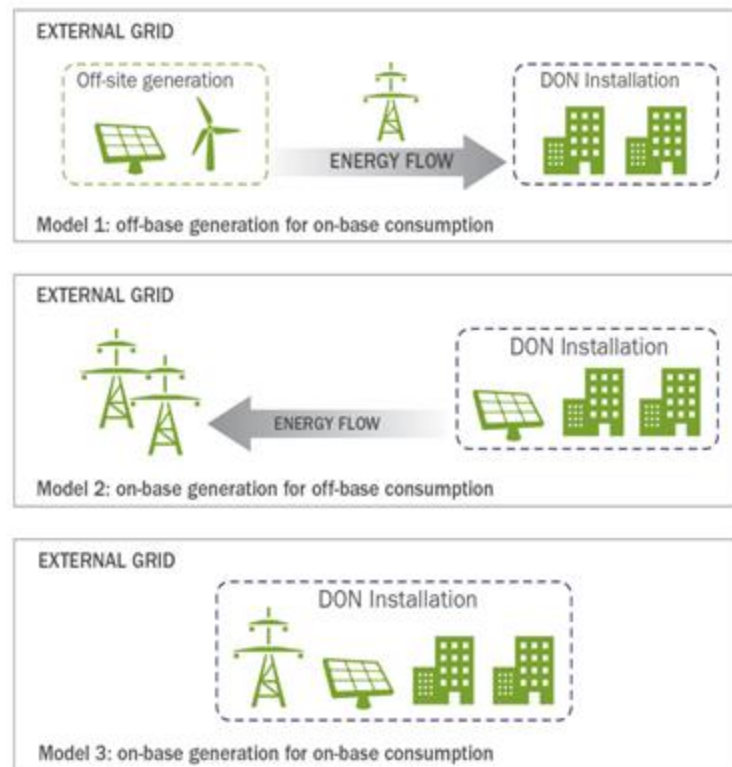 EXTERNAL GRID
Off-site generation
DON Installation
ENERGY FLOW
Model 1: off-base generation for on-base consumption
EXTERNAL GRID
DON Installation
ENERGY FLOW
Model 2: on-base generation for off-base consumption
EXTERNAL GRID
DON Installation
Model 3: on-base generation for on-base consumption